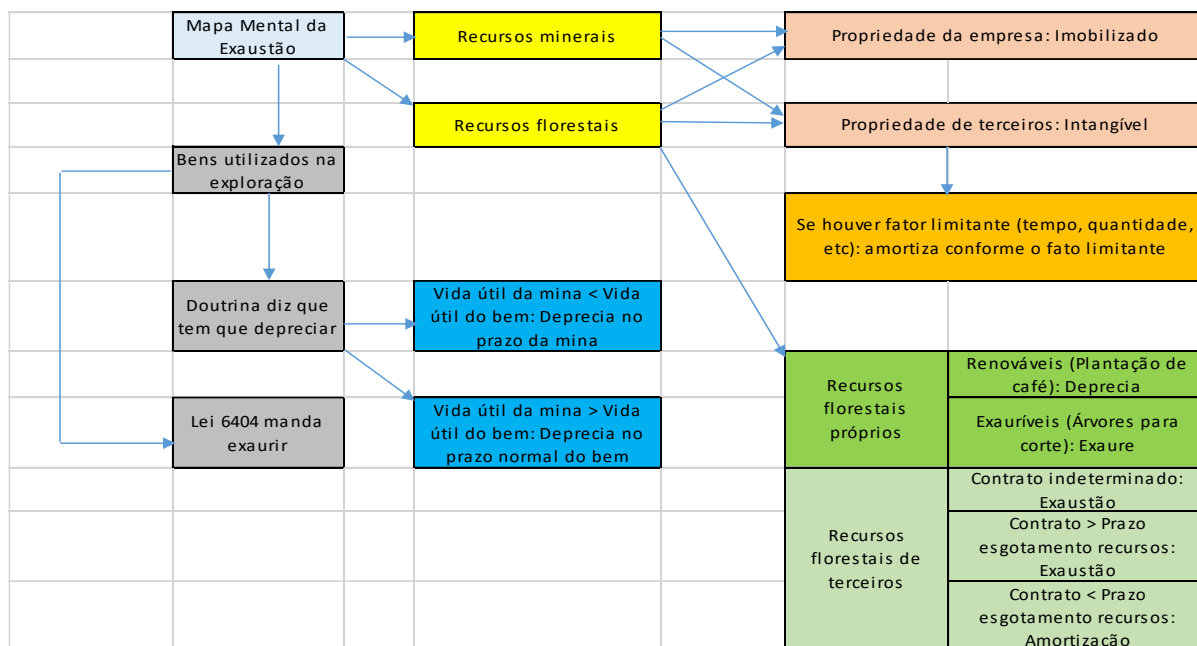 Mapa Mental da
Exaustão
Recursos minerais
Propriedade da empresa: Imobilizado
Recursos florestais
Propriedade de terceiros: Intangível
Bens utilizados na
exploração
Se houver fator limitante (tempo, quantidade,
etc): amortiza conforme o fato limitante
Doutrina diz que
tem que depreciar
Vida útil da mina < Vida
útil do bem: Deprecia no
prazo da mina
Recursos
florestais
próprios
Renováveis (Plantação de
café): Deprecia
Lei 6404 manda
exaurir
Vida útil da mina > Vida
útil do bem: Deprecia no
prazo normal do bem
Exauríveis (Árvores para
corte): Exaure
Recursos
florestais de
terceiros
Contrato indeterminado:
Exaustão
Contrato > Prazo
esgotamento recursos:
Exaustão
Contrato < Prazo
esgotamento recursos:
Amortização